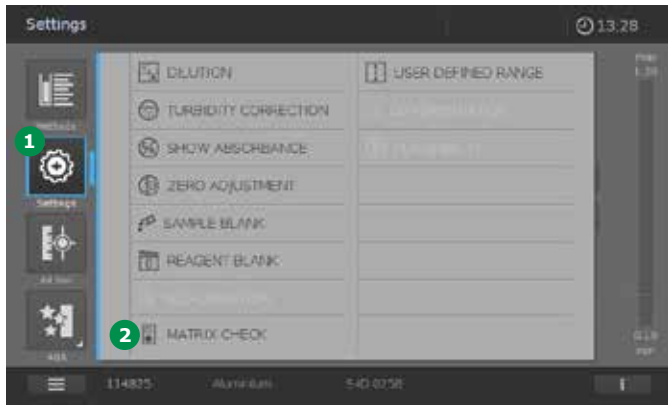 Settings
13:28
DILUTION
USER DEFINED RANGE
TURBIDITY CORRECTION
1
SHOW ABSORBANCE
ZERO ADJUSTMENT
Settings
SAMPLE BLANK
REAGENT BLANK
2
MATRIX CHECK
AQA
114825
Aluminium